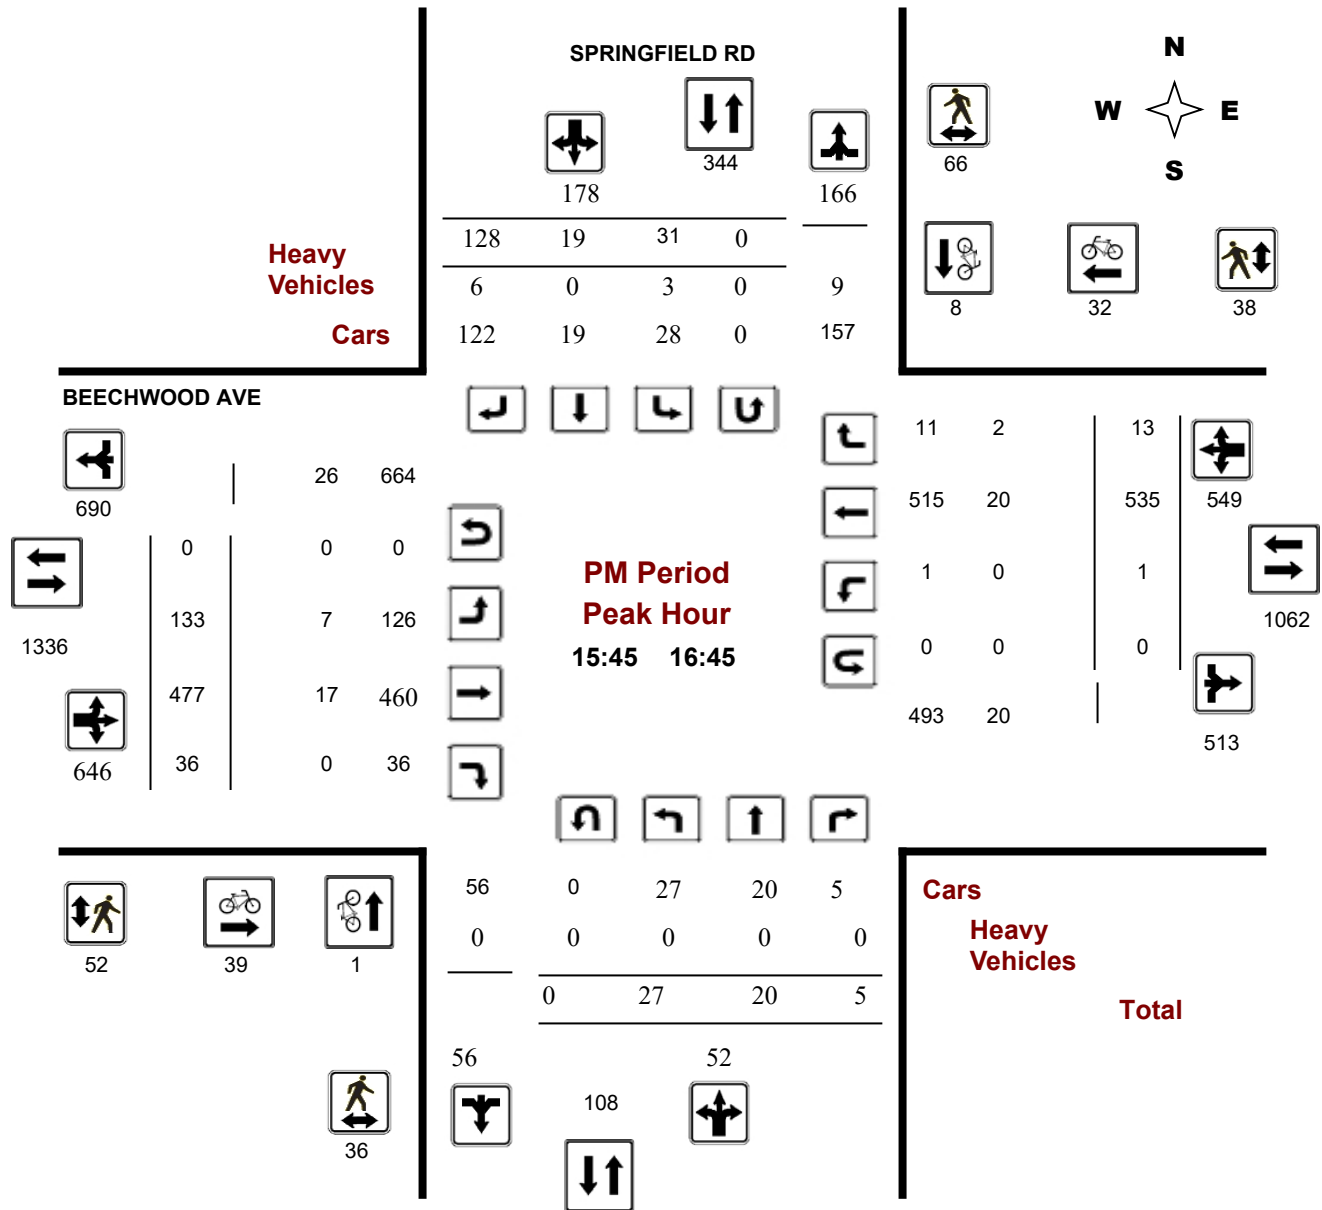 SPRINGFIELD RD
N
W E
S
344
66
178 166
128 19 31 0
Heavy
Vehicles
6 0 3 0 9
8 32 38
Cars
122 19 28 0 157
BEECHWOOD AVE
11 2 13
26 664
690
515 20 535 549
0 0 0
PM Period
1 0 1
133 7 126
Peak Hour
1062
1336
15:45 16:45
0 0 0
477 17 460
493 20
513
646
36 0 36
56 0 27 20 5
Cars
0 0 0 0 0
Heavy
Vehicles
52 39 1
0 27 20 5
Total
56 52
108
36